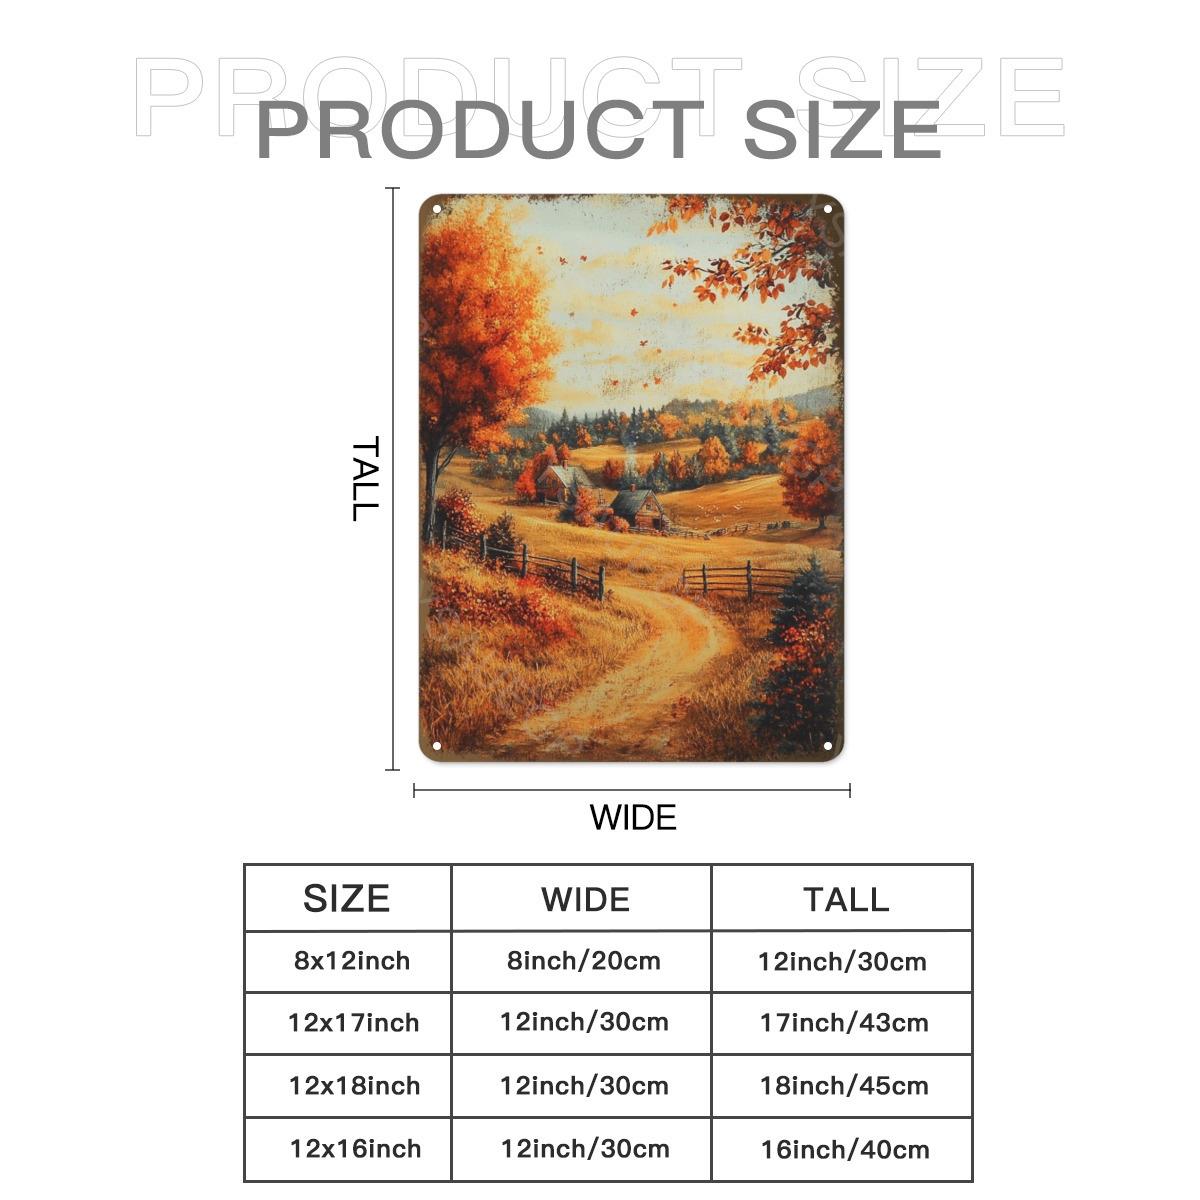 PRODUCT SIZE
PRODUCT SIZE
TALL
WIDE
SIZE WIDE TALL
8x12inch 8inch/20cm 12inch/30cm
12x17inch 12inch/30cm 17inch/43cm
12x18inch 12inch/30cm 18inch/45cm
12x16inch 12inch/30cm 16inch/40cm